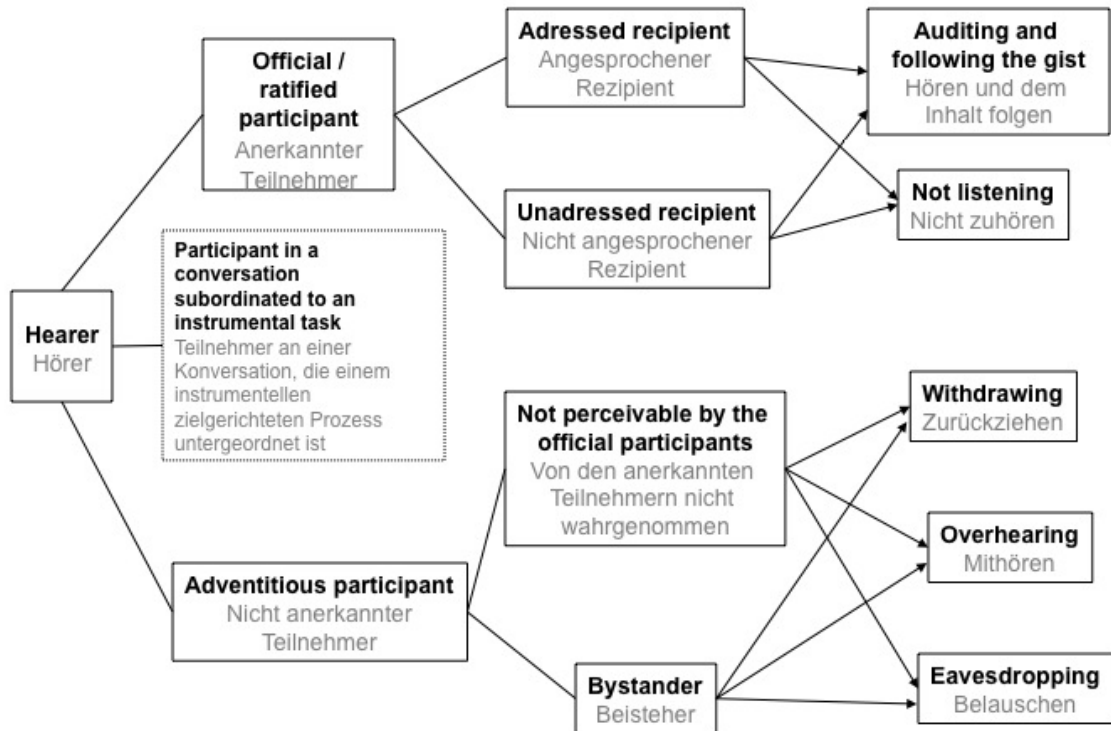 Official /
ratified
participant
Anerkannter
Teilnehmer
Adressed recipient
Angesprochener
Rezipient
Auditing and
following the gist
Hören und dem
Inhalt folgen
Unadressed recipient
Nicht angesprochener
Rezipient
Not listening
Nicht zuhören
Participant in a
conversation
subordinated to an
instrumental task
Teilnehmer an einer
Konversation, die einem
instrumentellen
zielgerichteten Prozess
untergeordnet ist
Hearer
Hörer
Not perceivable by the
official participants
Von den anerkannten
Teilnehmern nicht
wahrgenommen
Withdrawing
Zurückziehen
Overhearing
Mithören
Adventitious participant
Nicht anerkannter
Teilnehmer
Bystander
Beisteher
Eavesdropping
Belauschen